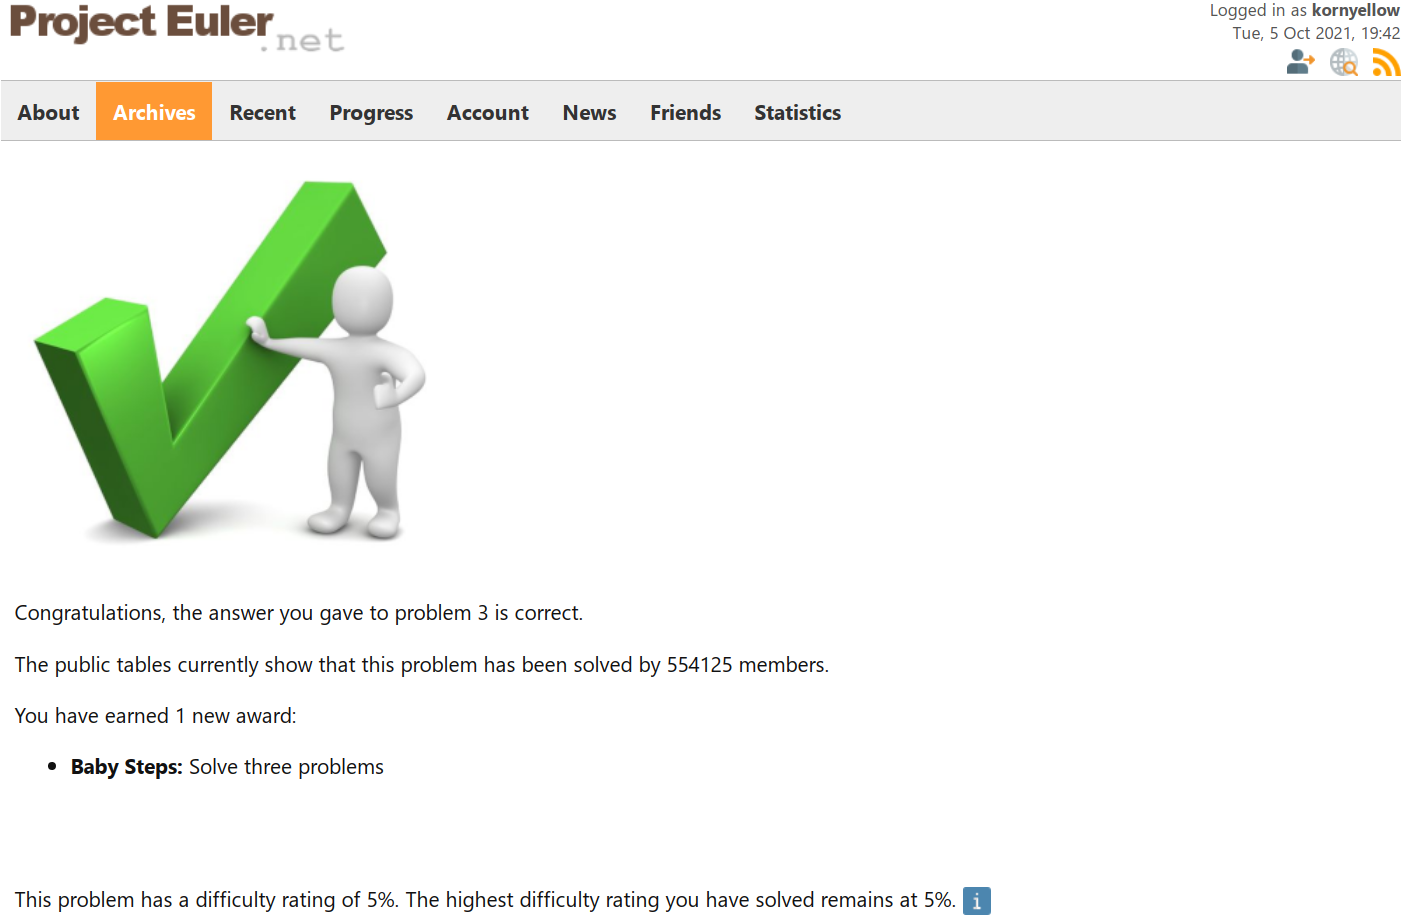 Project Euler
.net
Logged in as kornyellow
Tue, 5 Oct 2021, 19:42
About Archives Recent Progress Account News Friends Statistics
Congratulations, the answer you gave to problem 3 is correct.
The public tables currently show that this problem has been solved by 554125 members.
You have earned 1 new award:
• Baby Steps: Solve three problems
This problem has a difficulty rating of 5%. The highest difficulty rating you have solved remains at 5%. i